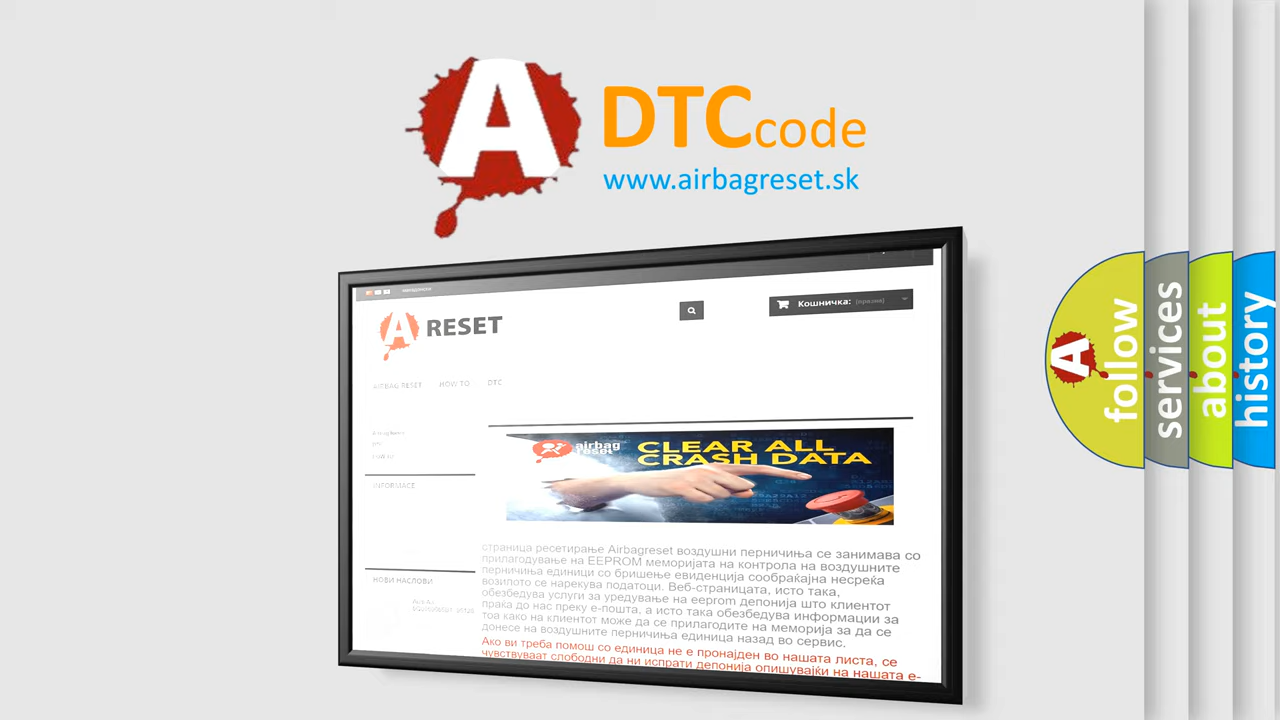 A DTCcode
www.airbagreset.sk
Кошничка: (празна)
A RESET
AIRBAG RESET HOW TO DTC
airbag reset
CLEAR ALL
CRASH DATA
INFORMACE
страница ресетирање Airbagreset воздушни перничиња се занимава со
прилагодување на EEPROM меморијата на контрола на воздушните
перничиња единици со бришење евиденција сообраќајна несреќа
возилото се нарекува податоци. Веб-страницата, исто така,
обезбедува услуги за уредување на eeprom депонија што клиентот
праќа до нас преку е-пошта, а исто така обезбедува информации за
тоа како на клиентот може да се прилагодите на меморија за да се
донесе на воздушните перничиња единица назад во сервис.
Ако ви треба помош со единица не е пронајден во нашата листа, се
чувствуваат слободни да ни испрати депонија опишувајќи на нашата е-
НОВИ НАСЛОВИ
A
follow
services
about
history